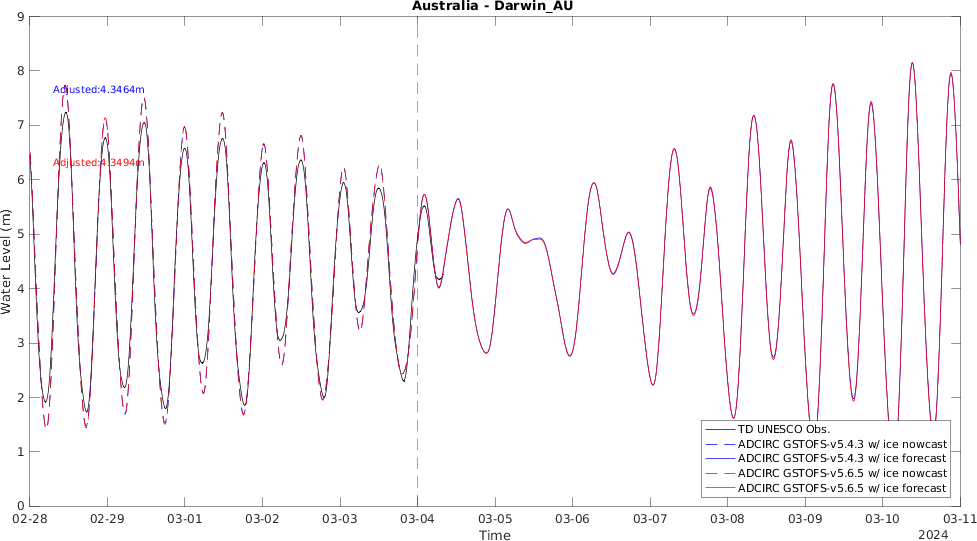 Australia - Darwin_AU
9
8
7
6
5
4
3
2
1
0
Water Level (m)
Adjusted:4.3464m
Adjusted:4.3494m
TD UNESCO Obs.
ADCIRC GSTOFS-v5.4.3 w/ ice nowcast
ADCIRC GSTOFS-v5.4.3 w/ ice forecast
ADCIRC GSTOFS-v5.6.5 w/ ice nowcast
ADCIRC GSTOFS-v5.6.5 w/ ice forecast
02-28 02-29 03-01 03-02 03-03 03-04 03-05 03-06 03-07 03-08 03-09 03-10 03-11
Time
2024